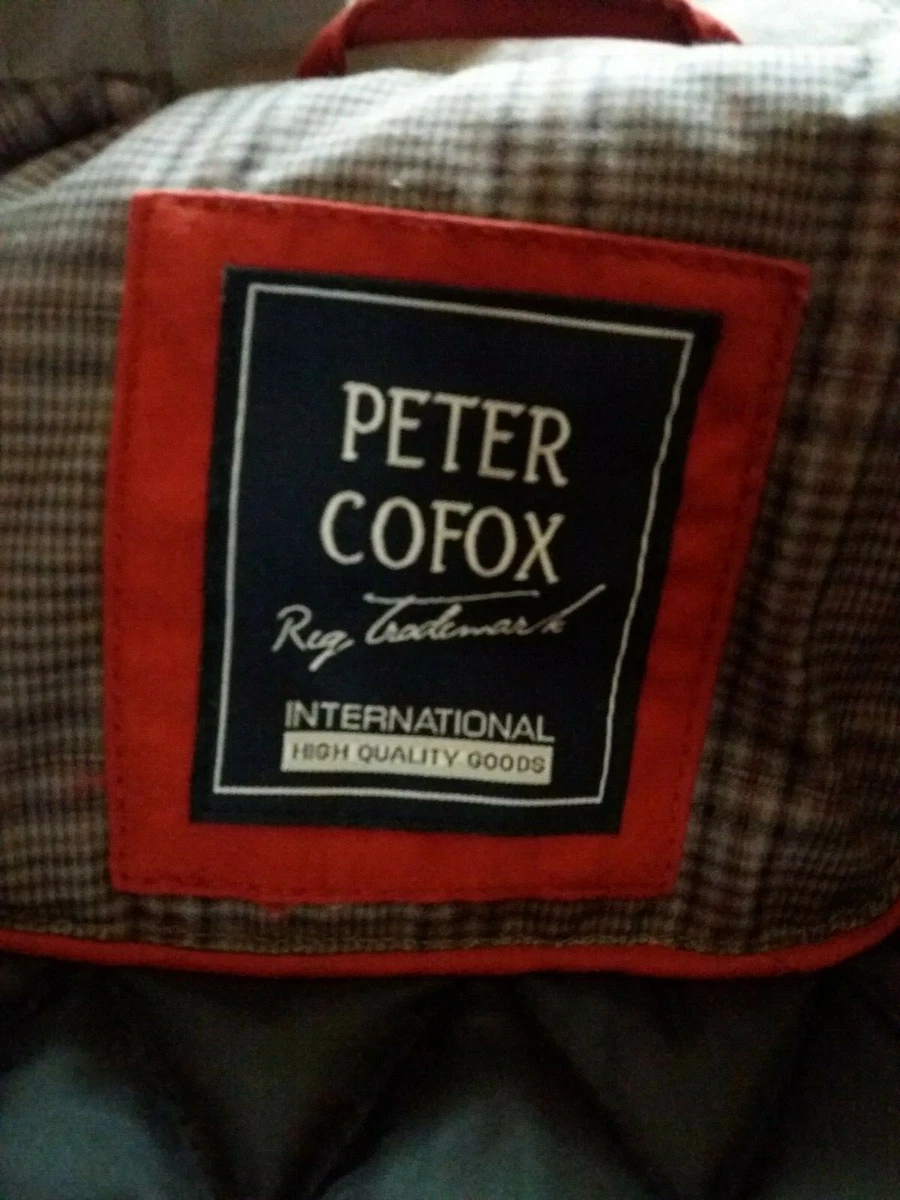 PETER
COFOX
Reg. Trademark
INTERNATIONAL
HIGH QUALITY GOODS